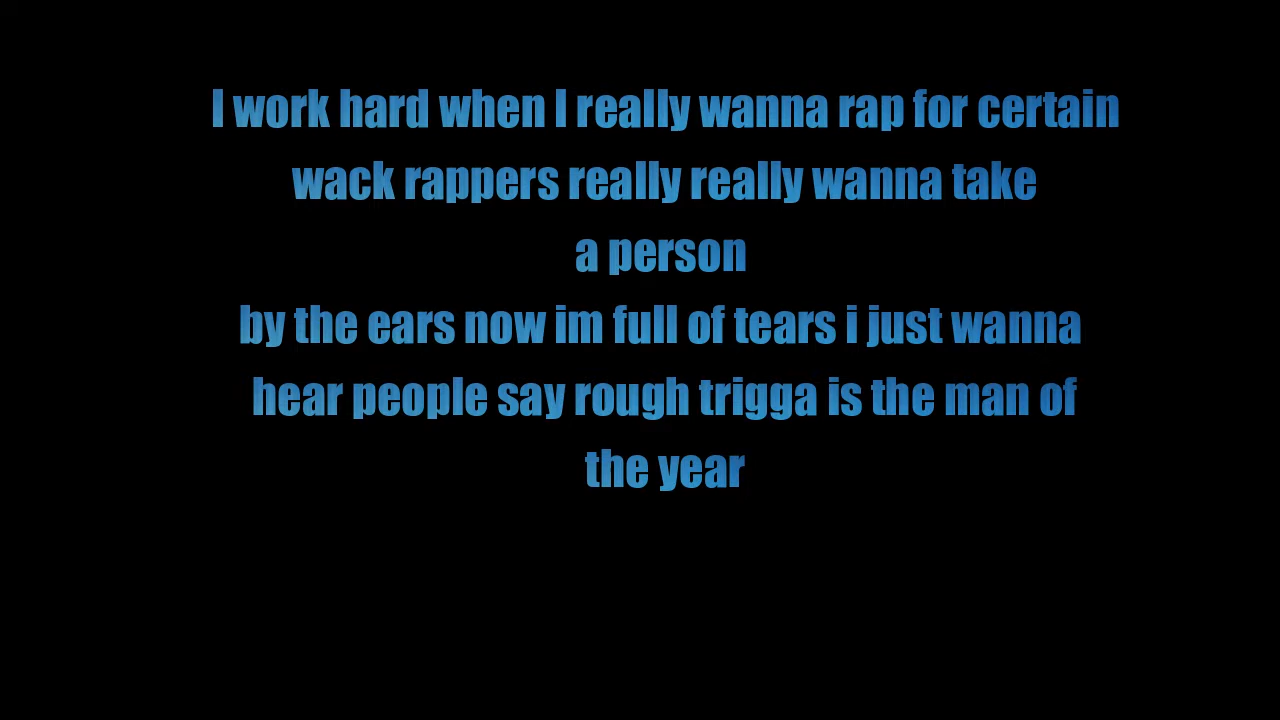 I work hard when I really wanna rap for certain
wack rappers really really wanna take
a person
by the ears now im full of tears i just wanna
hear people say rough trigga is the man of
the year